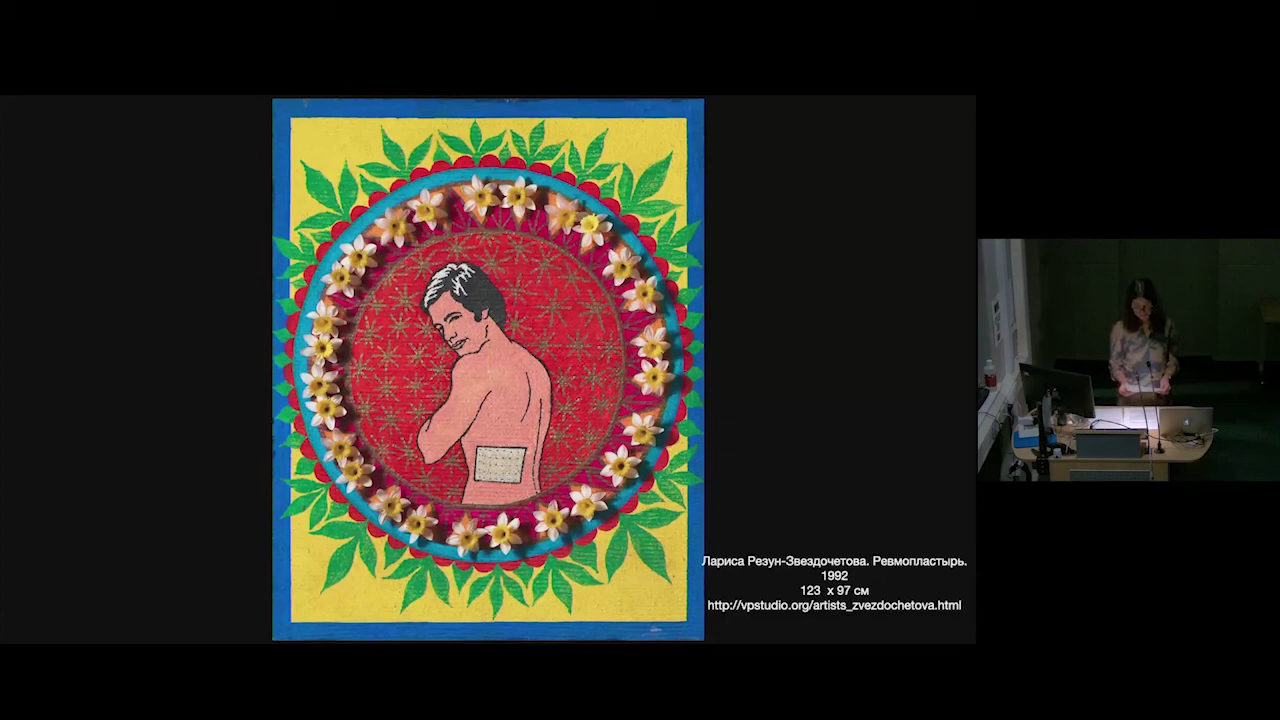 Лариса Резун-Звездочетова. Ревмопластырь.
1992
123 х 97 см
http://vpstudio.org/artists_zvezdochetova.html